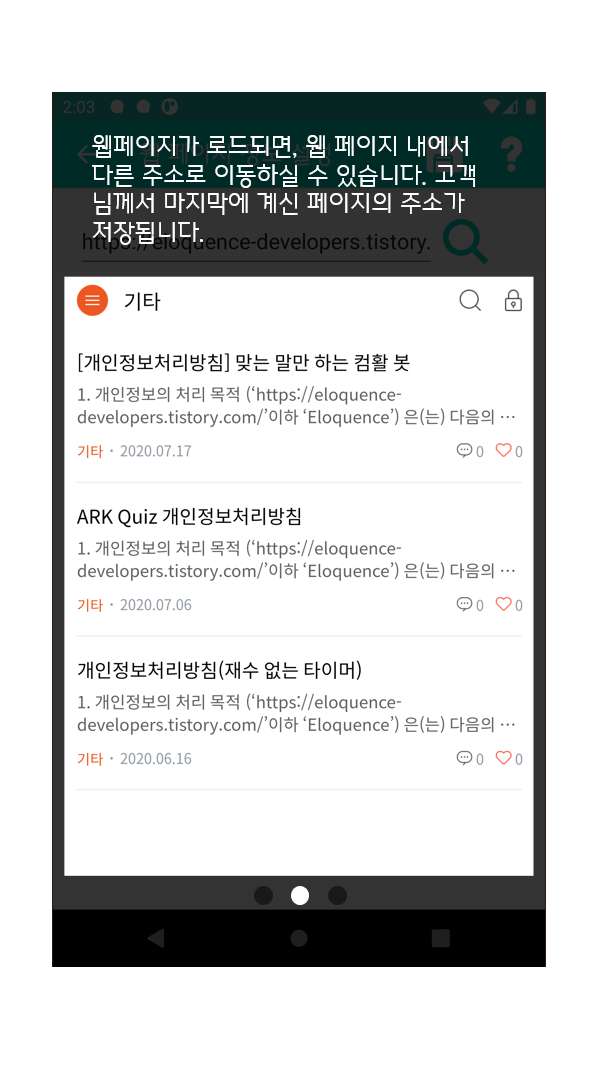 2:03
웹페이지가 로드되면, 웹 페이지 내에서
다른 주소로 이동하실 수 있습니다. 고객
님께서 마지막에 계신 페이지의 주소가
저장됩니다.
https://eloquence-developers.tistory.
기타
[개인정보처리방침] 맞는 말만 하는 컴활 봇
1. 개인정보의 처리 목적 (‘https://eloquence-
developers.tistory.com/’이하 ‘Eloquence’) 은(는) 다음의 …
기타 · 2020.07.17 0 0
ARK Quiz 개인정보처리방침
1. 개인정보의 처리 목적 (‘https://eloquence-
developers.tistory.com/’이하 ‘Eloquence’) 은(는) 다음의 …
기타 · 2020.07.06 0 0
개인정보처리방침(재수 없는 타이머)
1. 개인정보의 처리 목적 (‘https://eloquence-
developers.tistory.com/’이하 ‘Eloquence’) 은(는) 다음의 …
기타 · 2020.06.16 0 0